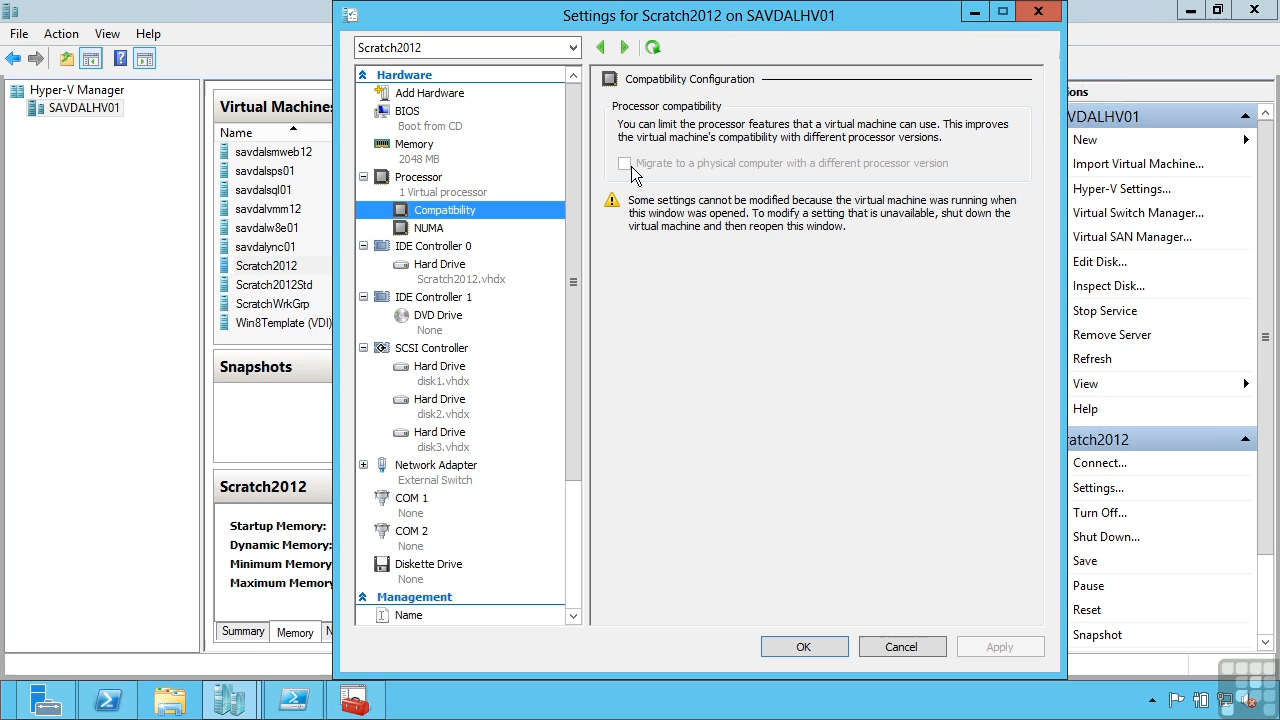 Settings for Scratch2012 on SAVDALHV01
File Action View Help
Hyper-V Manager
SAVDALHV01
Virtual Machines
Name
savdalsmweb12
savdalsps01
savdalsql01
savdalvmm12
savdalw8e01
savdalync01
Scratch2012
Scratch2012Std
ScratchWrkGrp
Win8Template (VDI)
Snapshots
Scratch2012
Startup Memory:
Dynamic Memory:
Minimum Memory
Maximum Memory
Summary Memory N
Scratch2012
Hardware
Add Hardware
BIOS
Boot from CD
Memory
2048 MB
Processor
1 Virtual processor
Compatibility
NUMA
IDE Controller 0
Hard Drive
Scratch2012.vhdx
IDE Controller 1
DVD Drive
None
SCSI Controller
Hard Drive
disk1.vhdx
Hard Drive
disk2.vhdx
Hard Drive
disk3.vhdx
Network Adapter
External Switch
COM 1
None
COM 2
None
Diskette Drive
None
Management
Name
Compatibility Configuration
Processor compatibility
You can limit the processor features that a virtual machine can use. This improves
the virtual machine's compatibility with different processor versions.
Migrate to a physical computer with a different processor version
Some settings cannot be modified because the virtual machine was running when
this window was opened. To modify a setting that is unavailable, shut down the
virtual machine and then reopen this window.
OK Cancel Apply
ions
VDALHV01
New
Import Virtual Machine...
Hyper-V Settings...
Virtual Switch Manager...
Virtual SAN Manager...
Edit Disk...
Inspect Disk...
Stop Service
Remove Server
Refresh
View
Help
ratch2012
Connect...
Settings...
Turn Off...
Shut Down...
Save
Pause
Reset
Snapshot